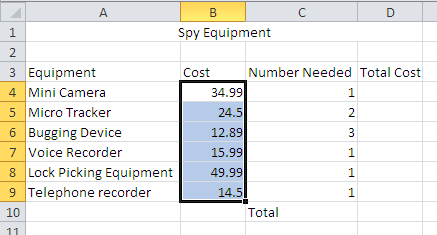 A B C D
1 Spy Equipment
2
3 Equipment Cost Number Needed Total Cost
4 Mini Camera 34.99 1
5 Micro Tracker 24.5 2
6 Bugging Device 12.89 3
7 Voice Recorder 15.99 1
8 Lock Picking Equipment 49.99 1
9 Telephone recorder 14.5 1
10 Total
11